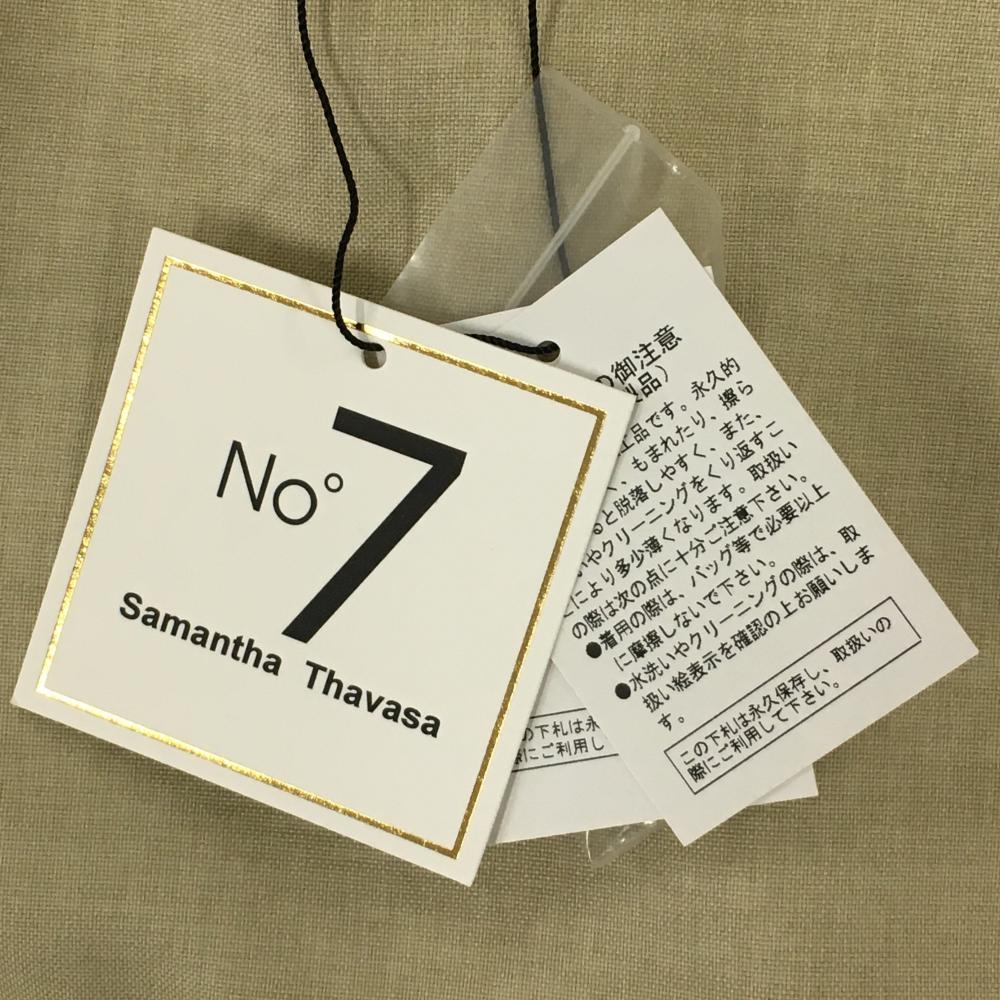 No° 7
Samantha Thavasa
の御注意
品)
品です。永久的
、もまれたり、擦ら
ると脱落しやすく、また、
いやクリーニングをくり返すこ
により多少薄くなります。取扱い
の際は次の点に十分ご注意下さい。
●着用の際は、バッグ等で必要以上
に摩擦しないで下さい。
●水洗いやクリーニングの際は、取
扱い絵表示を確認の上お願いしま
す。
この下札は永久保存し、取扱いの
際にご利用して下さい。
の下札は永
際にご利用し